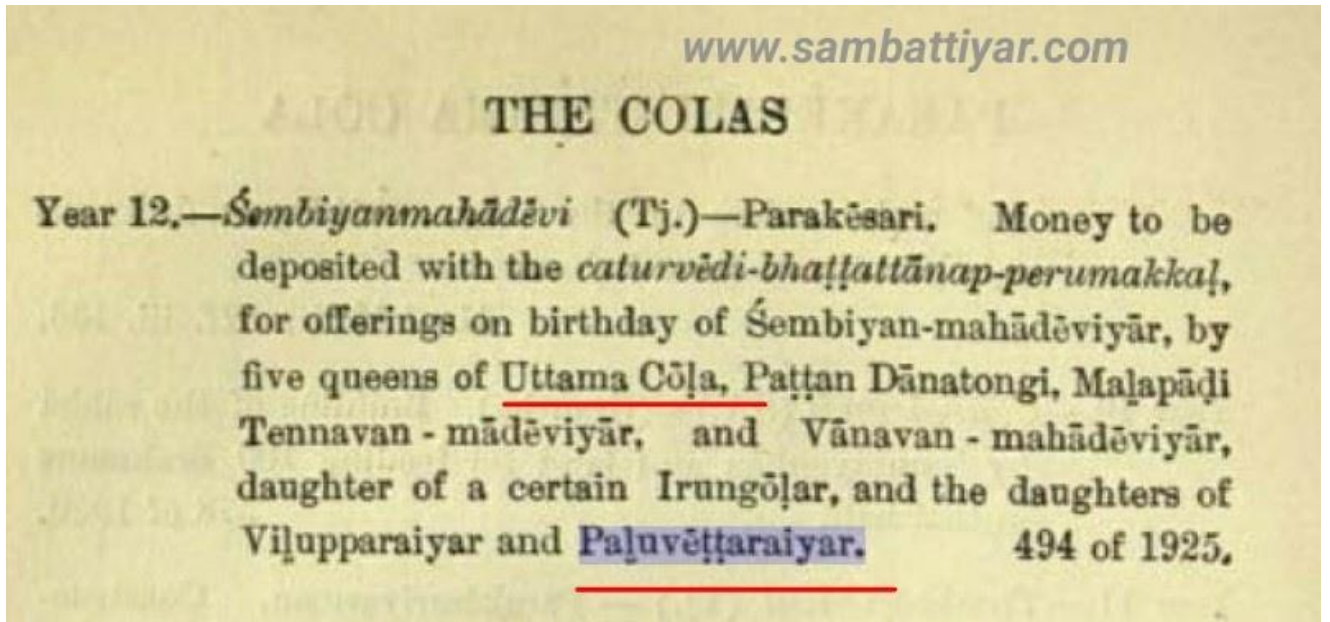 www.sambattiyar.com
THE COLAS
Year 12.—Śembiyanmahādēvi (Tj.)—Parakēsari. Money to be
deposited with the caturvēdi-bhaṭṭattānap-perumakkaḷ,
for offerings on birthday of Śembiyan-mahādēviyār, by
five queens of Uttama Cōḷa, Paṭṭan Dānatongi, Maḻapāḍi
Tennavan - mādēviyār, and Vānavan - mahādēviyār,
daughter of a certain Irungōḷar, and the daughters of
Viḻupparaiyar and Paḻuvēṭṭaraiyar. 494 of 1925.